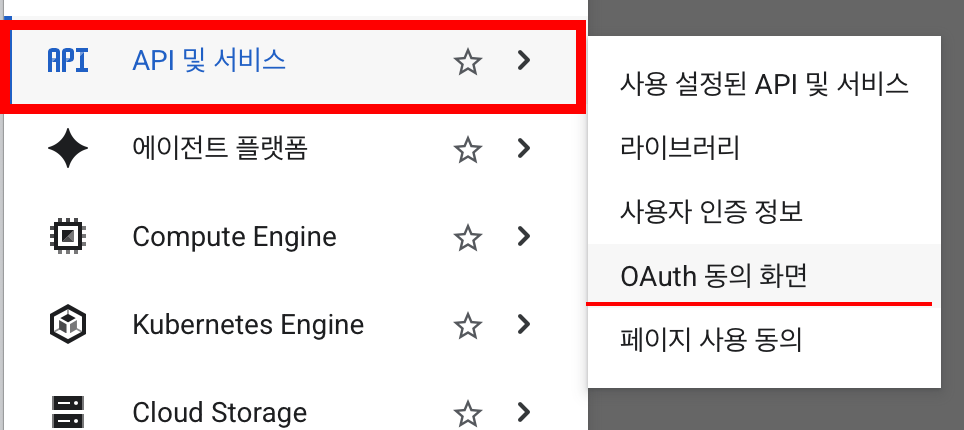 API API 및 서비스
에이전트 플랫폼
Compute Engine
Kubernetes Engine
Cloud Storage
사용 설정된 API 및 서비스
라이브러리
사용자 인증 정보
OAuth 동의 화면
페이지 사용 동의